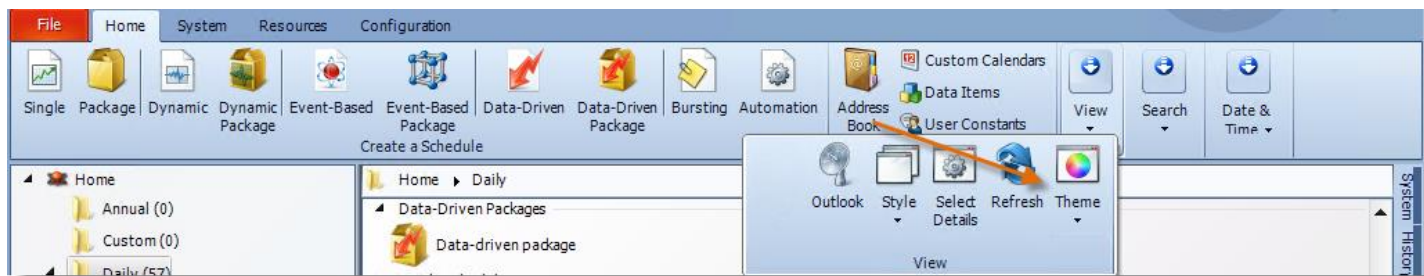 File Home System Resources Configuration
Single Package Dynamic Dynamic Package Event-Based Event-Based Package Data-Driven Data-Driven Package Bursting Automation
Create a Schedule
Address Book
Custom Calendars
Data Items
User Constants
View
Search
Date & Time
Outlook Style Select Details Refresh Theme
View
Home
Annual (0)
Custom (0)
Daily (57)
Home Daily
Data-Driven Packages
Data-driven package
System History